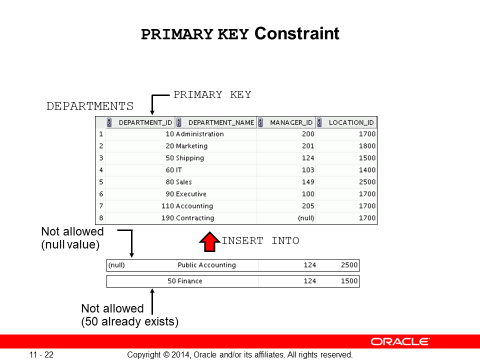 PRIMARY KEY Constraint
PRIMARY KEY
DEPARTMENTS
DEPARTMENT_ID DEPARTMENT_NAME MANAGER_ID LOCATION_ID
1 10 Administration 200 1700
2 20 Marketing 201 1800
3 50 Shipping 124 1500
4 60 IT 103 1400
5 80 Sales 149 2500
6 90 Executive 100 1700
7 110 Accounting 205 1700
8 190 Contracting (null) 1700
Not allowed
(null value)
INSERT INTO
(null) Public Accounting 124 2500
50 Finance 124 1500
Not allowed
(50 already exists)
ORACLE
11 - 22 Copyright © 2014, Oracle and/or its affiliates. All rights reserved.